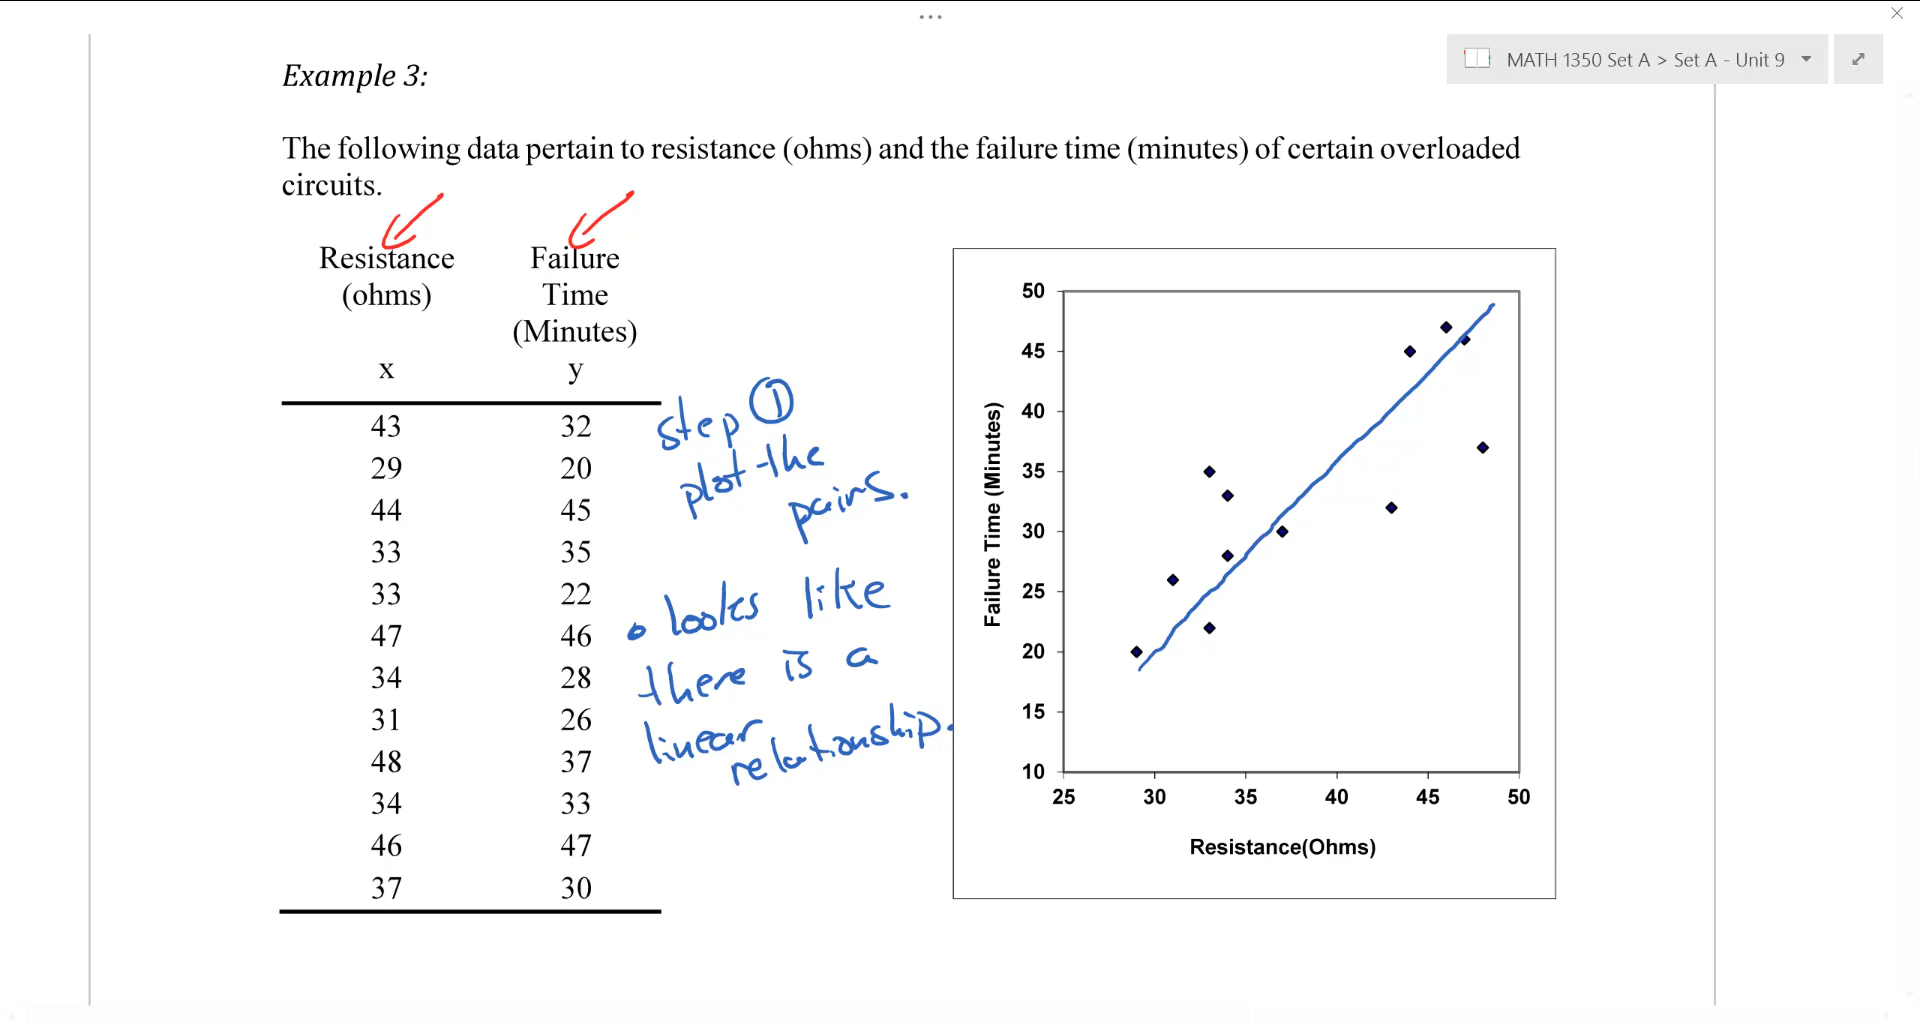 ...
MATH 1350 Set A > Set A - Unit 9
Example 3:
The following data pertain to resistance (ohms) and the failure time (minutes) of certain overloaded
circuits.
Resistance
(ohms)
x
Failure
Time
(Minutes)
y
43 32
29 20
44 45
33 35
33 22
47 46
34 28
31 26
48 37
34 33
46 47
37 30
step ①
plot the
pairs.
• looks like
there is a
linear
relationship.
Failure Time (Minutes)
50
45
40
35
30
25
20
15
10
25 30 35 40 45 50
Resistance(Ohms)